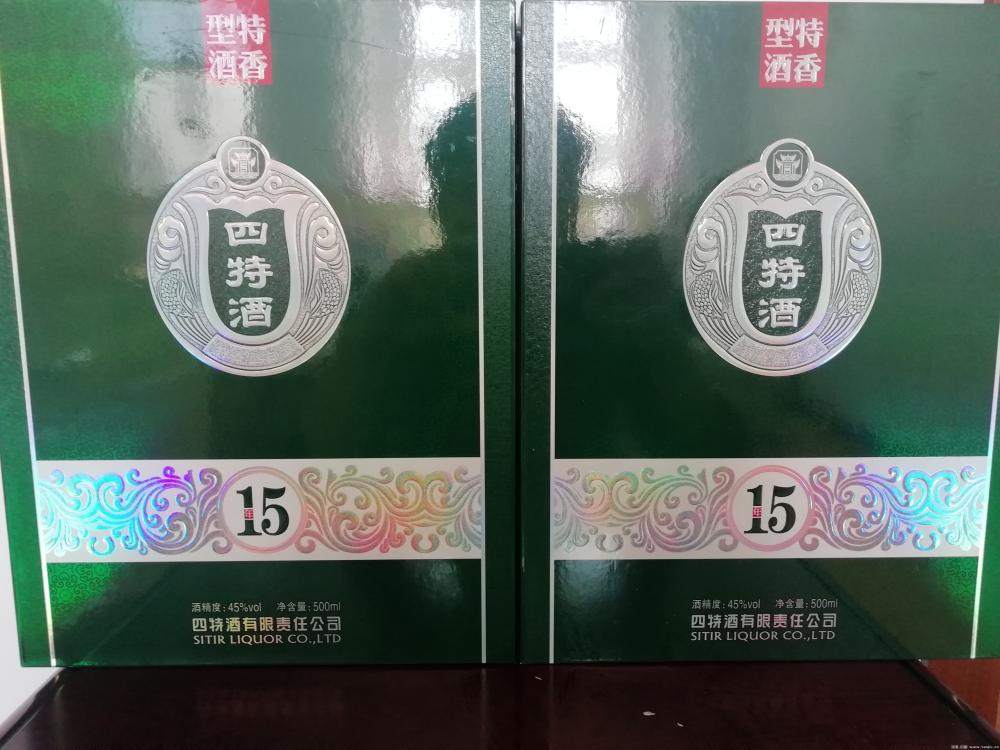 特香
型酒
四特酒
15
年
酒精度:45%vol 净含量:500ml
四特酒有限责任公司
SITIR LIQUOR CO.,LTD
特香
型酒
四特酒
15
年
酒精度:45%vol 净含量:500ml
四特酒有限责任公司
SITIR LIQUOR CO.,LTD